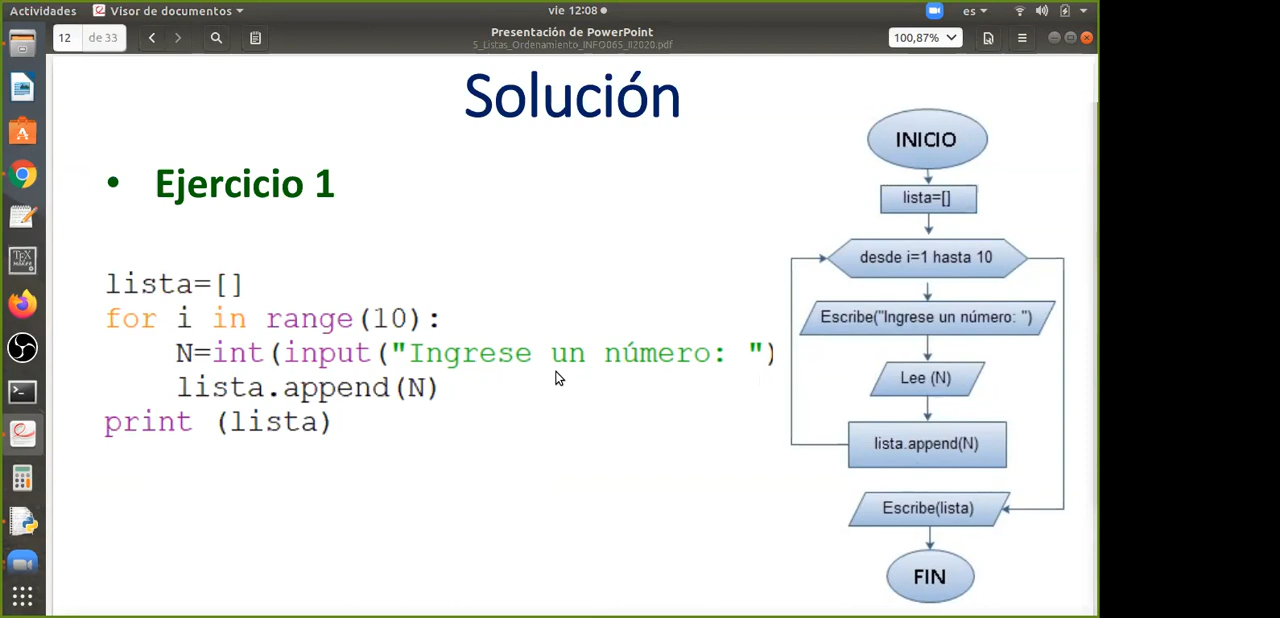 Actividades
Visor de documentos
vie 12:08
es
12
de 33
Presentación de PowerPoint
5_Listas_Ordenamiento_INFO065_II2020.pdf
100,87%
Solución
• Ejercicio 1
lista=[]
for i in range(10):
    N=int(input("Ingrese un número: ")
    lista.append(N)
print (lista)
INICIO
lista=[]
desde i=1 hasta 10
Escribe("Ingrese un número: ")
Lee (N)
lista.append(N)
Escribe(lista)
FIN